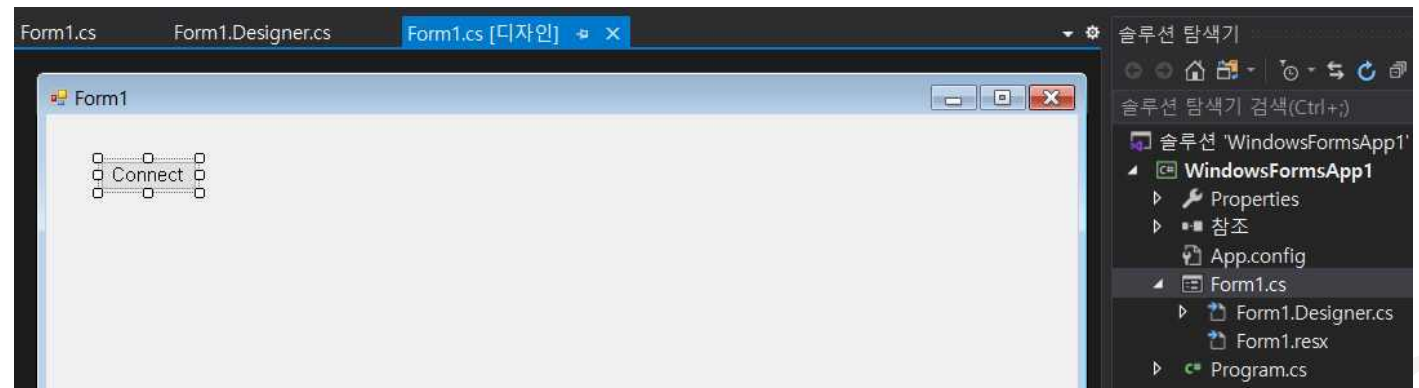 Form1.cs Form1.Designer.cs Form1.cs [디자인]
Form1
Connect
솔루션 탐색기
솔루션 탐색기 검색(Ctrl+;)
솔루션 'WindowsFormsApp1'
WindowsFormsApp1
Properties
참조
App.config
Form1.cs
Form1.Designer.cs
Form1.resx
Program.cs